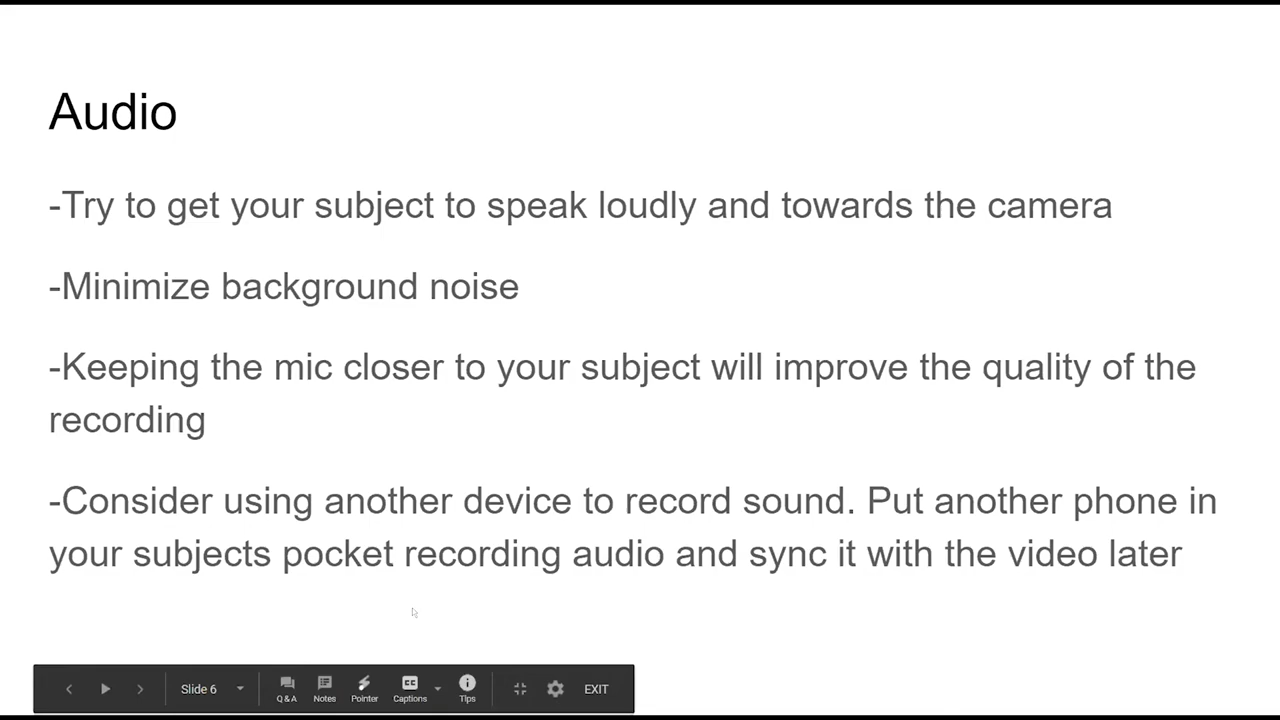 Audio
-Try to get your subject to speak loudly and towards the camera
-Minimize background noise
-Keeping the mic closer to your subject will improve the quality of the
recording
-Consider using another device to record sound. Put another phone in
your subjects pocket recording audio and sync it with the video later
Slide 6 Q & A Notes Pointer CC Captions Tips EXIT